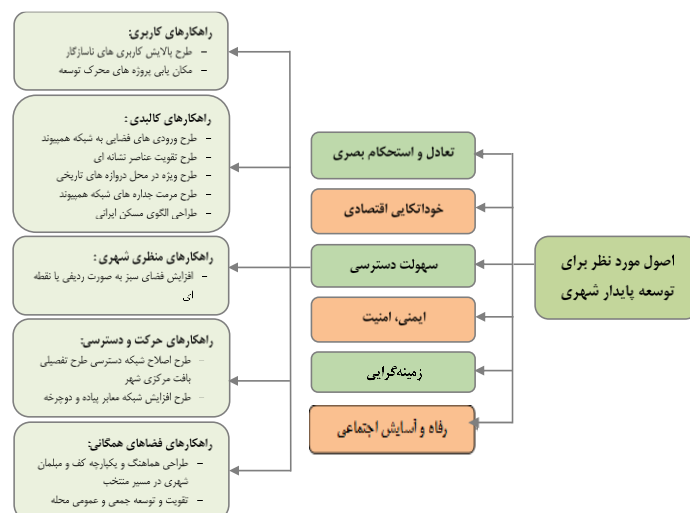 اصول مورد نظر برای
توسعه پایدار شهری
تعادل و استحکام بصری
خوداتکایی اقتصادی
سهولت دسترسی
ایمنی، امنیت
زمینه‌گرایی
رفاه و آسایش اجتماعی
راهکارهای کاربری:
- طرح پالایش کاربری های ناسازگار
- مکان یابی پروژه های محرک توسعه
راهکارهای کالبدی :
- طرح ورودی های فضایی به شبکه همپیوند
- طرح تقویت عناصر نشانه ای
- طرح ویژه در محل دروازه های تاریخی
- طرح مرمت جداره های شبکه همپیوند
- طراحی الگوی مسکن ایرانی
راهکارهای منظری شهری :
- افزایش فضای سبز به صورت ردیفی یا نقطه
ای
راهکارهای حرکت و دسترسی:
- طرح اصلاح شبکه دسترسی طرح تفصیلی
بافت مرکزی شهر
- طرح افزایش شبکه معابر پیاده و دوچرخه
راهکارهای فضاهای همگانی:
- طراحی هماهنگ و یکپارچه کف و مبلمان
شهری در مسیر منتخب
- تقویت و توسعه جمعی و عمومی محله